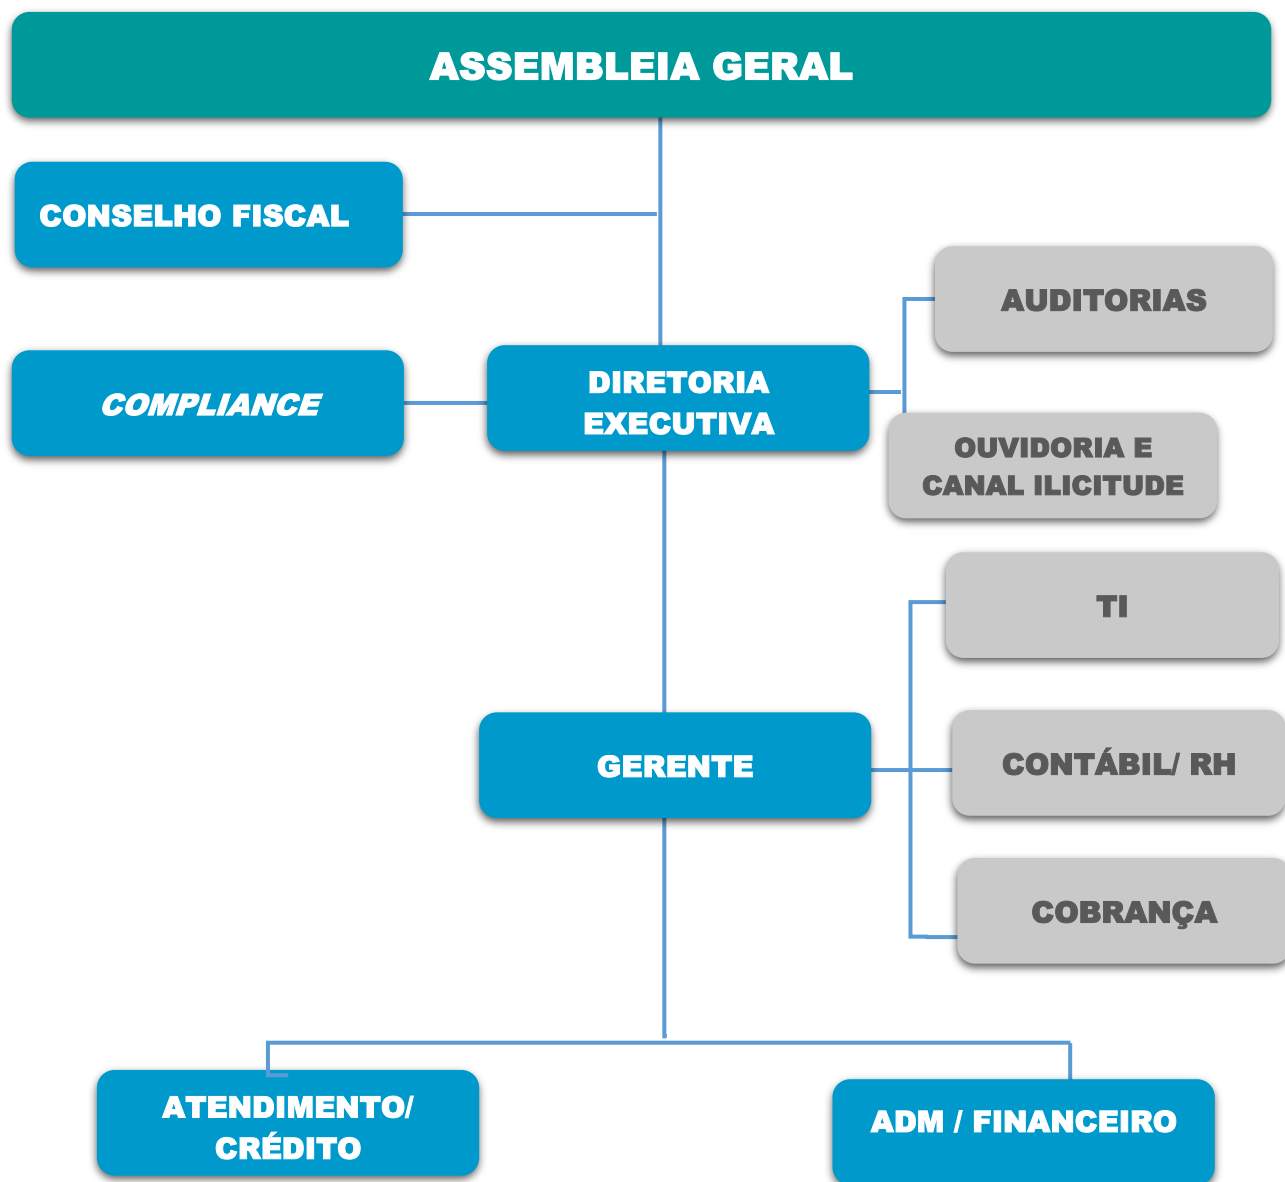 ASSEMBLEIA GERAL
CONSELHO FISCAL
AUDITORIAS
COMPLIANCE
DIRETORIA
EXECUTIVA
OUVIDORIA E
CANAL ILICITUDE
TI
GERENTE
CONTÁBIL/ RH
COBRANÇA
ATENDIMENTO/
CRÉDITO
ADM / FINANCEIRO